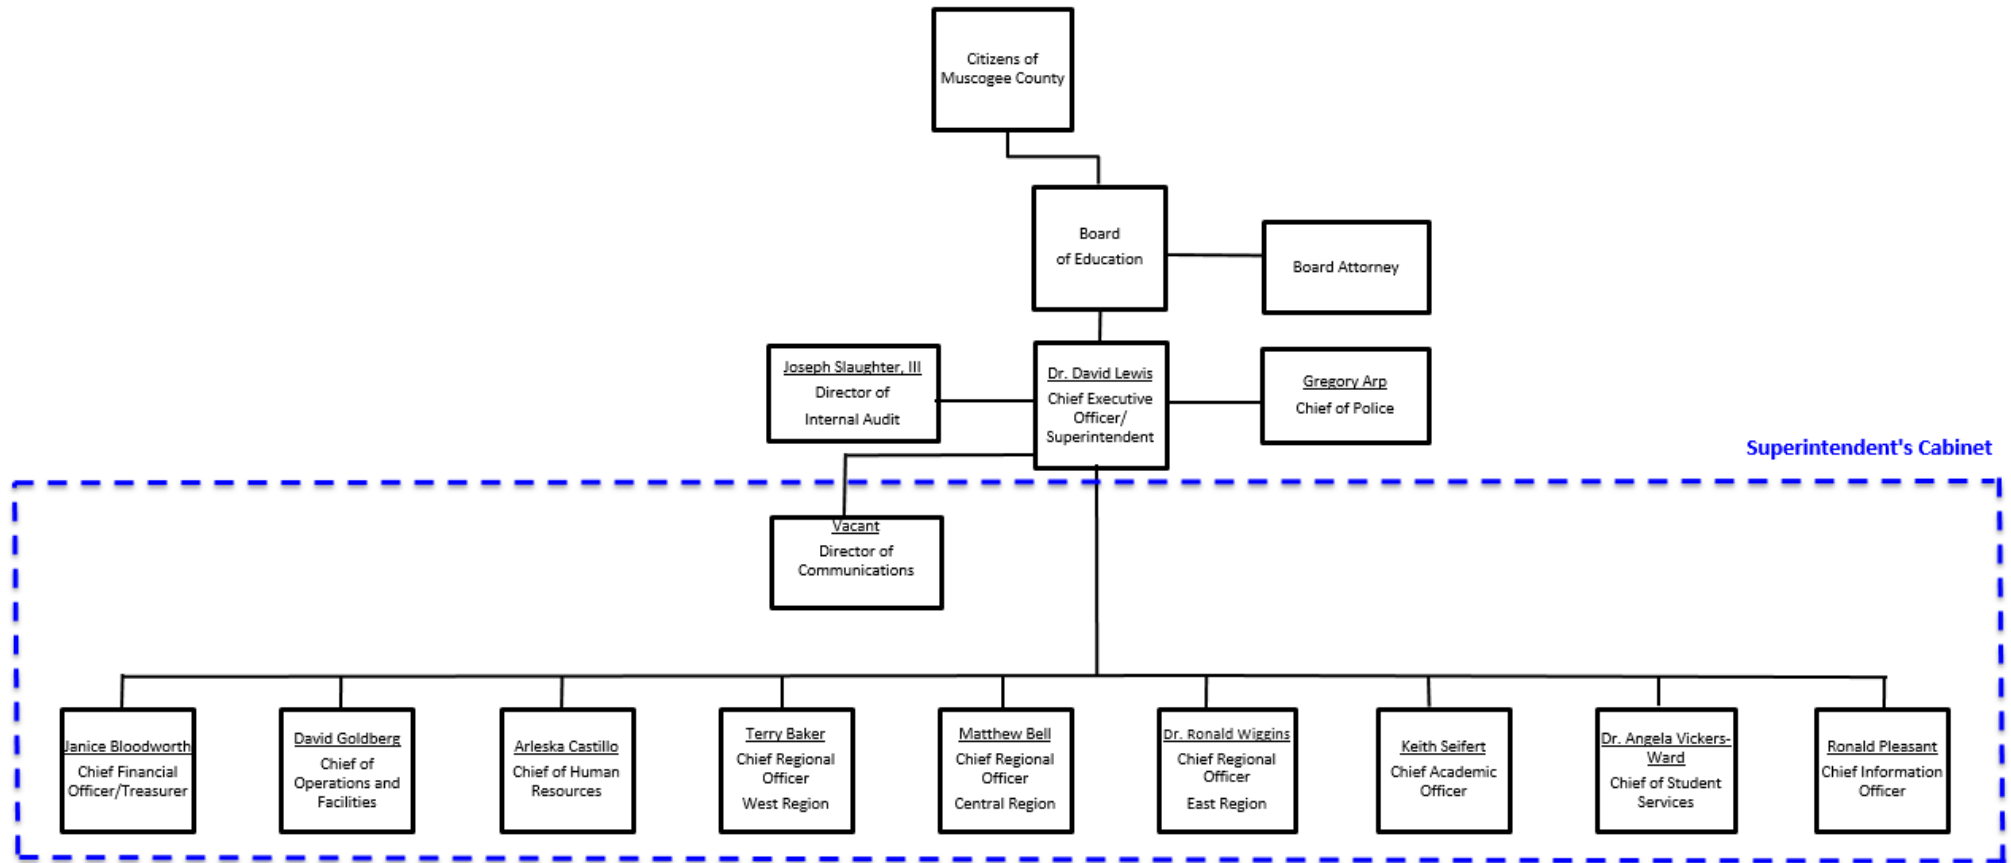 Citizens of
Muscogee County
Board
of Education
Board Attorney
Joseph Slaughter, III
Director of
Internal Audit
Dr. David Lewis
Chief Executive
Officer/
Superintendent
Gregory Arp
Chief of Police
Superintendent's Cabinet
Vacant
Director of
Communications
Janice Bloodworth
Chief Financial
Officer/Treasurer
David Goldberg
Chief of
Operations and
Facilities
Arleska Castillo
Chief of Human
Resources
Terry Baker
Chief Regional
Officer
West Region
Matthew Bell
Chief Regional
Officer
Central Region
Dr. Ronald Wiggins
Chief Regional
Officer
East Region
Keith Seifert
Chief Academic
Officer
Dr. Angela Vickers-
Ward
Chief of Student
Services
Ronald Pleasant
Chief Information
Officer